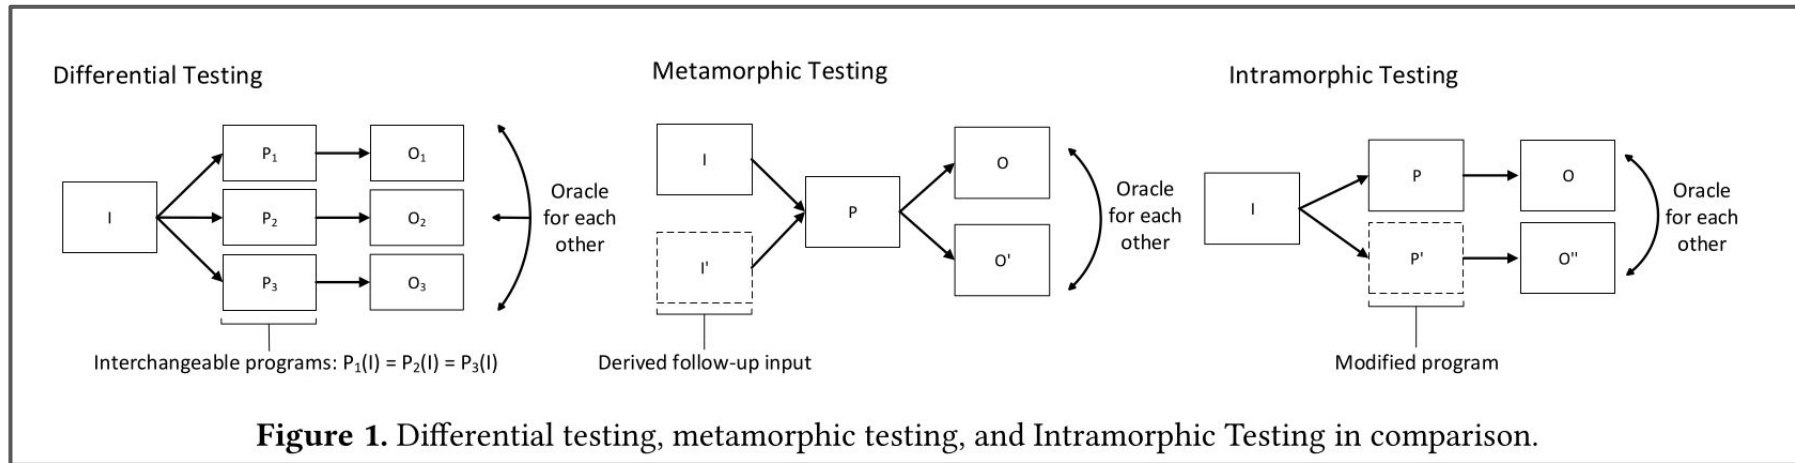 Differential Testing
I
P₁
O₁
P₂
O₂
P₃
O₃
Oracle
for each
other
Interchangeable programs: P₁(I) = P₂(I) = P₃(I)
Metamorphic Testing
I
I'
P
O
O'
Oracle
for each
other
Derived follow-up input
Intramorphic Testing
I
P
O
P'
O''
Oracle
for each
other
Modified program
Figure 1. Differential testing, metamorphic testing, and Intramorphic Testing in comparison.